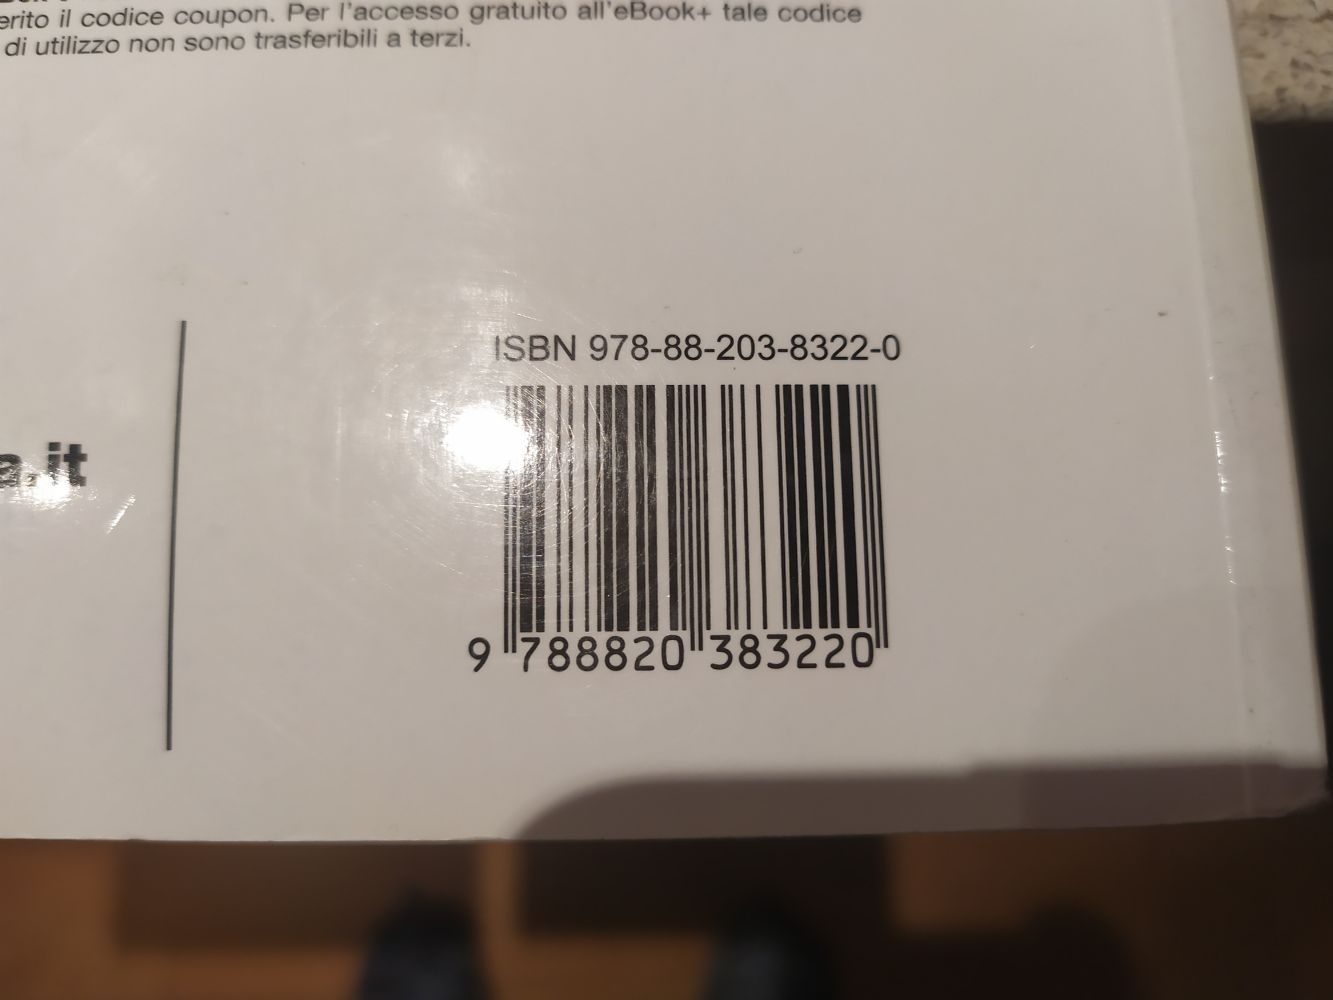 erito il codice coupon. Per l'accesso gratuito all'eBook+ tale codice
di utilizzo non sono trasferibili a terzi.
ISBN 978-88-203-8322-0
a.it
9 788820 383220